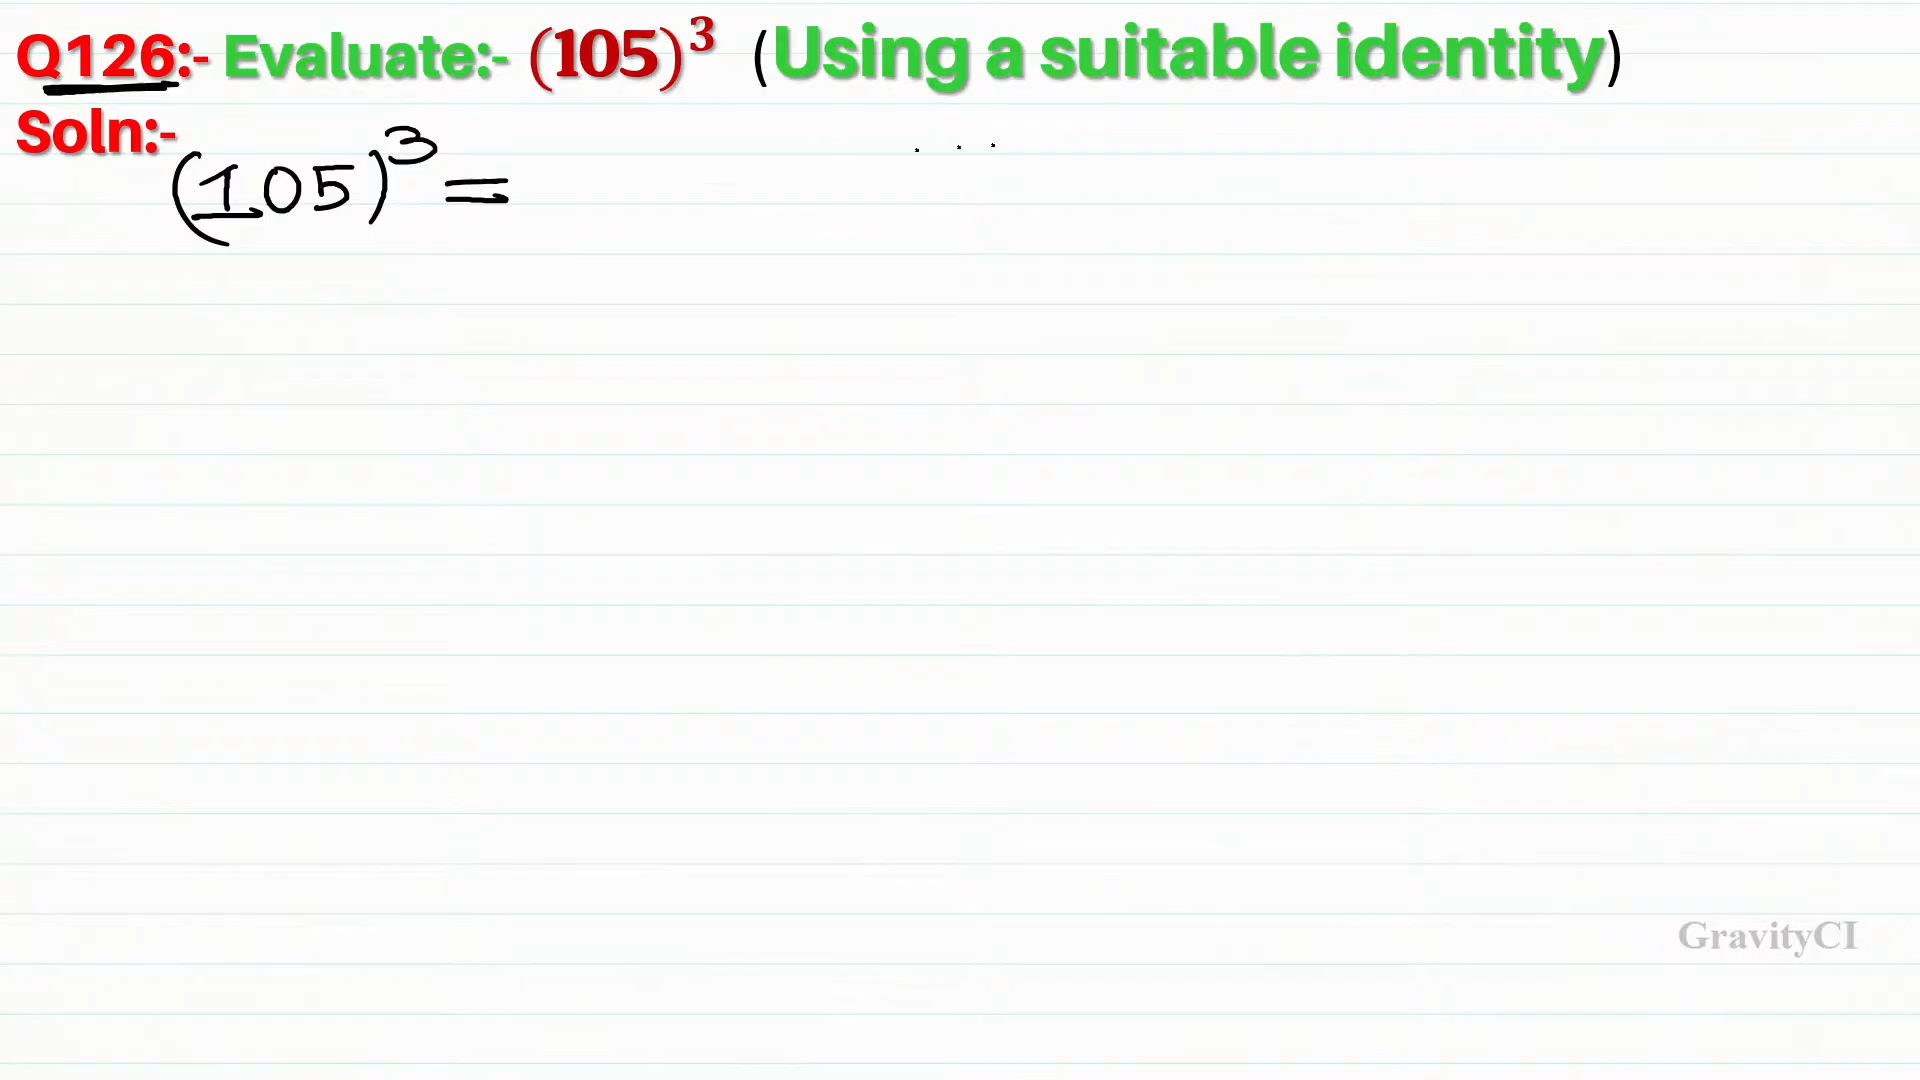 Q126:- Evaluate:- (105)³ (Using a suitable identity)
Soln:-
(105)³ =
GravityCI